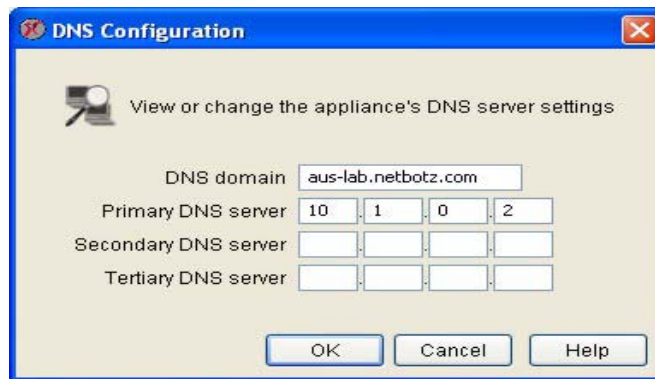 DNS Configuration
View or change the appliance's DNS server settings
DNS domain aus-lab.netbotz.com
Primary DNS server 10 . 1 . 0 . 2
Secondary DNS server . . .
Tertiary DNS server . . .
OK Cancel Help